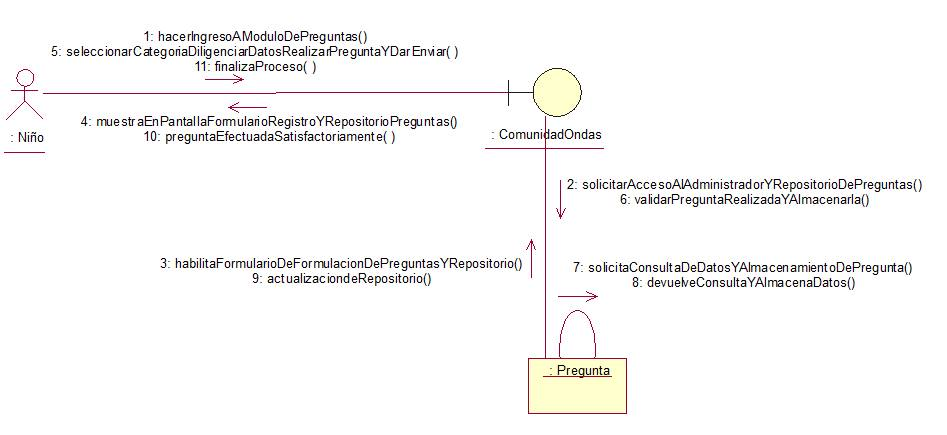 1: hacerIngresoAModuloDePreguntas()
5: seleccionarCategoriaDiligenciarDatosRealizarPreguntaYDarEnviar( )
11: finalizaProceso( )
4: muestraEnPantallaFormularioRegistroYRepositorioPreguntas()
10: preguntaEfectuadaSatisfactoriamente( )
: Niño
: ComunidadOndas
2: solicitarAccesoAlAdministradorYRepositorioDePreguntas()
6: validarPreguntaRealizadaYAlmacenarla()
3: habilitaFormularioDeFormulacionDePreguntasYRepositorio()
9: actualizaciondeRepositorio()
7: solicitaConsultaDeDatosYAlmacenamientoDePregunta()
8: devuelveConsultaYAlmacenaDatos()
: Pregunta